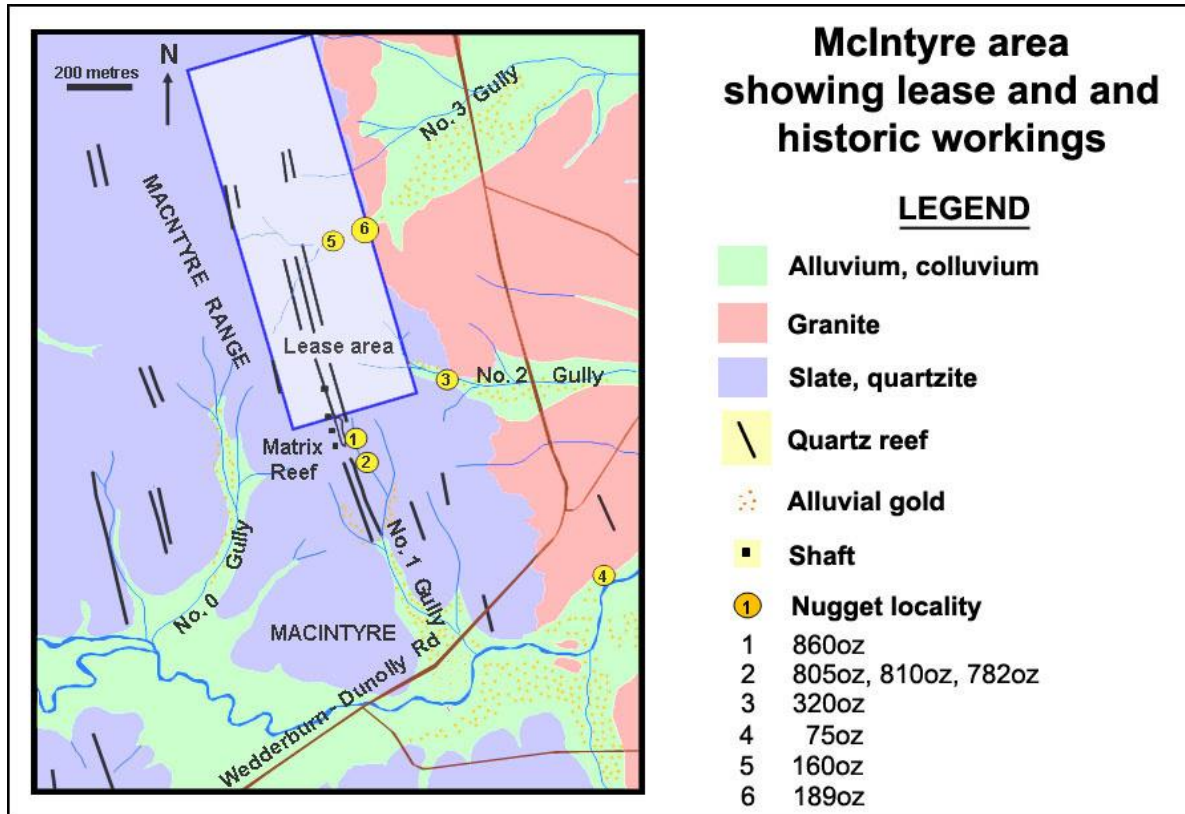 McIntyre area
showing lease and and
historic workings
LEGEND
Alluvium, colluvium
Granite
Slate, quartzite
Quartz reef
Alluvial gold
Shaft
1 Nugget locality
1 860oz
2 805oz, 810oz, 782oz
3 320oz
4 75oz
5 160oz
6 189oz
N
200 metres
No. 3 Gully
MACNTYRE RANGE
6
5
Lease area
3
No. 2 Gully
1
Matrix
Reef
2
No. 1 Gully
No. 0 Gully
4
MACINTYRE
Wedderburn - Dunolly Rd